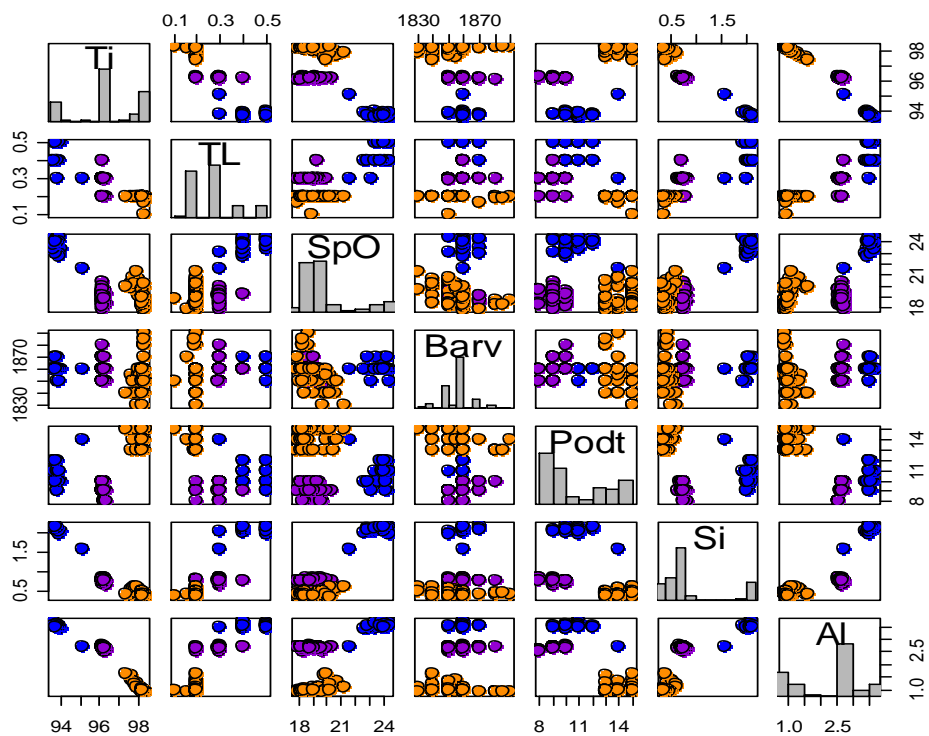 0.1 0.3 0.5 1830 1870 0.5 1.5
Ti
94 96 98
TL
0.1 0.3 0.5
SpO
18 21 24
Barv
1830 1870
Podt
8 11 14
Si
0.5 1.5
Al
1.0 2.5
94 96 98 18 21 24 8 11 14 1.0 2.5